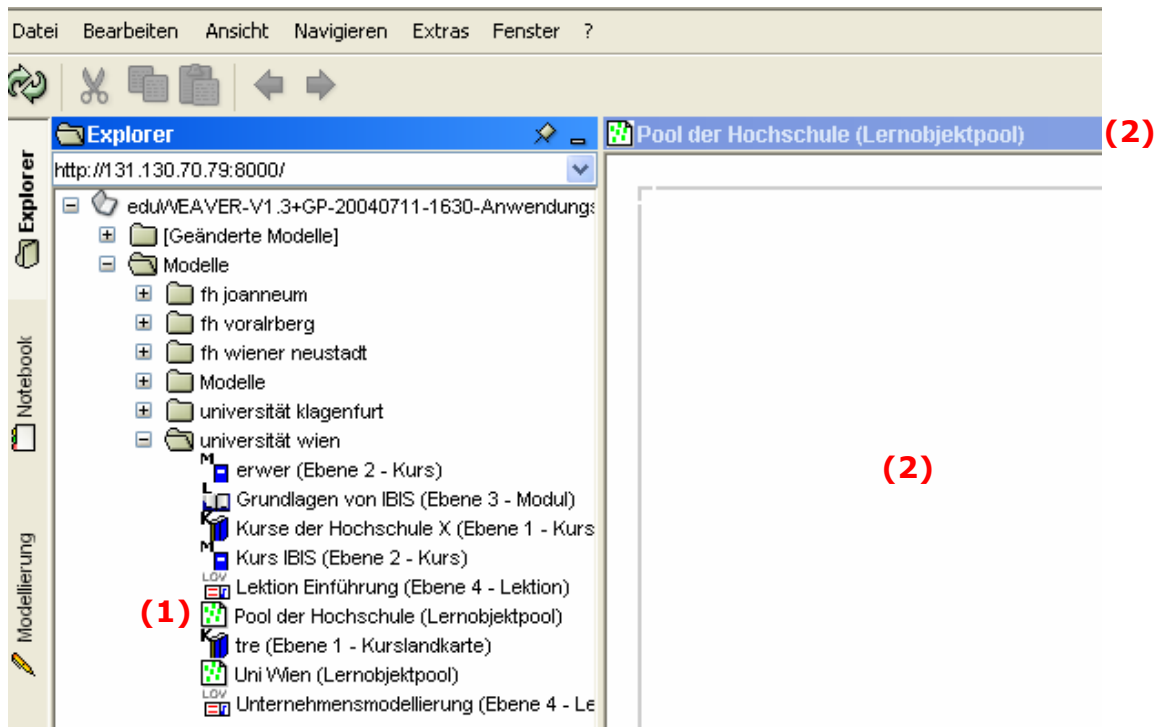 Datei Bearbeiten Ansicht Navigieren Extras Fenster ?
Explorer
Pool der Hochschule (Lernobjektpool)
(2)
http://131.130.70.79:8000/
eduWEAVER-V1.3+GP-20040711-1630-Anwendungs
[Geänderte Modelle]
Modelle
fh joanneum
fh voralrberg
fh wiener neustadt
Modelle
universität klagenfurt
universität wien
M erwer (Ebene 2 - Kurs)
L Grundlagen von IBIS (Ebene 3 - Modul)
K Kurse der Hochschule X (Ebene 1 - Kurs
M Kurs IBIS (Ebene 2 - Kurs)
LOV Lektion Einführung (Ebene 4 - Lektion)
(1) Pool der Hochschule (Lernobjektpool)
K tre (Ebene 1 - Kurslandkarte)
Uni Wien (Lernobjektpool)
LOV Unternehmensmodellierung (Ebene 4 - Le
(2)
Explorer
Notebook
Modellierung